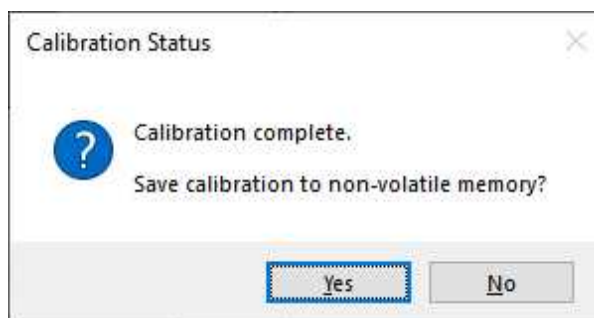 Calibration Status
?
Calibration complete.
Save calibration to non-volatile memory?
Yes No